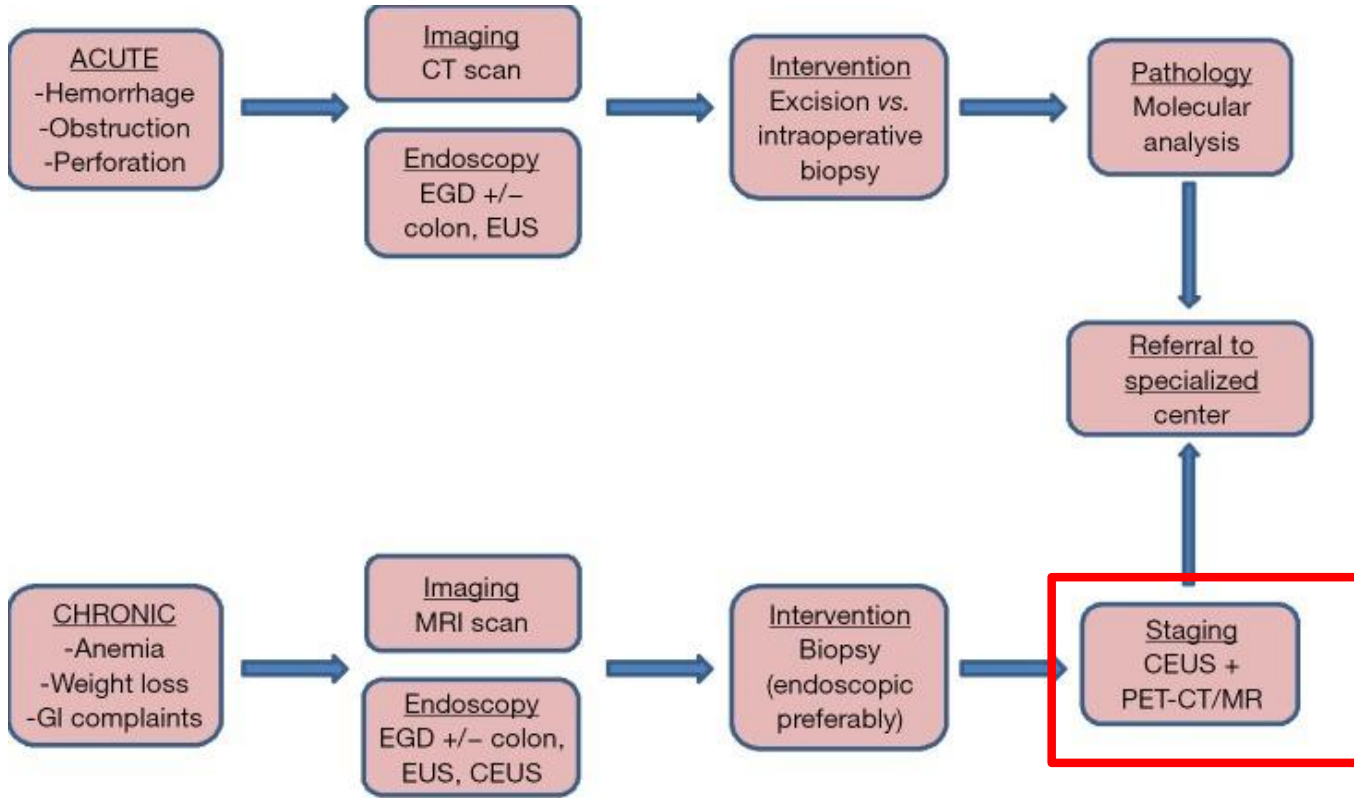 ACUTE
-Hemorrhage
-Obstruction
-Perforation
Imaging
CT scan
Endoscopy
EGD +/–
colon, EUS
Intervention
Excision vs.
intraoperative
biopsy
Pathology
Molecular
analysis
Referral to
specialized
center
CHRONIC
-Anemia
-Weight loss
-GI complaints
Imaging
MRI scan
Endoscopy
EGD +/– colon,
EUS, CEUS
Intervention
Biopsy
(endoscopic
preferably)
Staging
CEUS +
PET-CT/MR